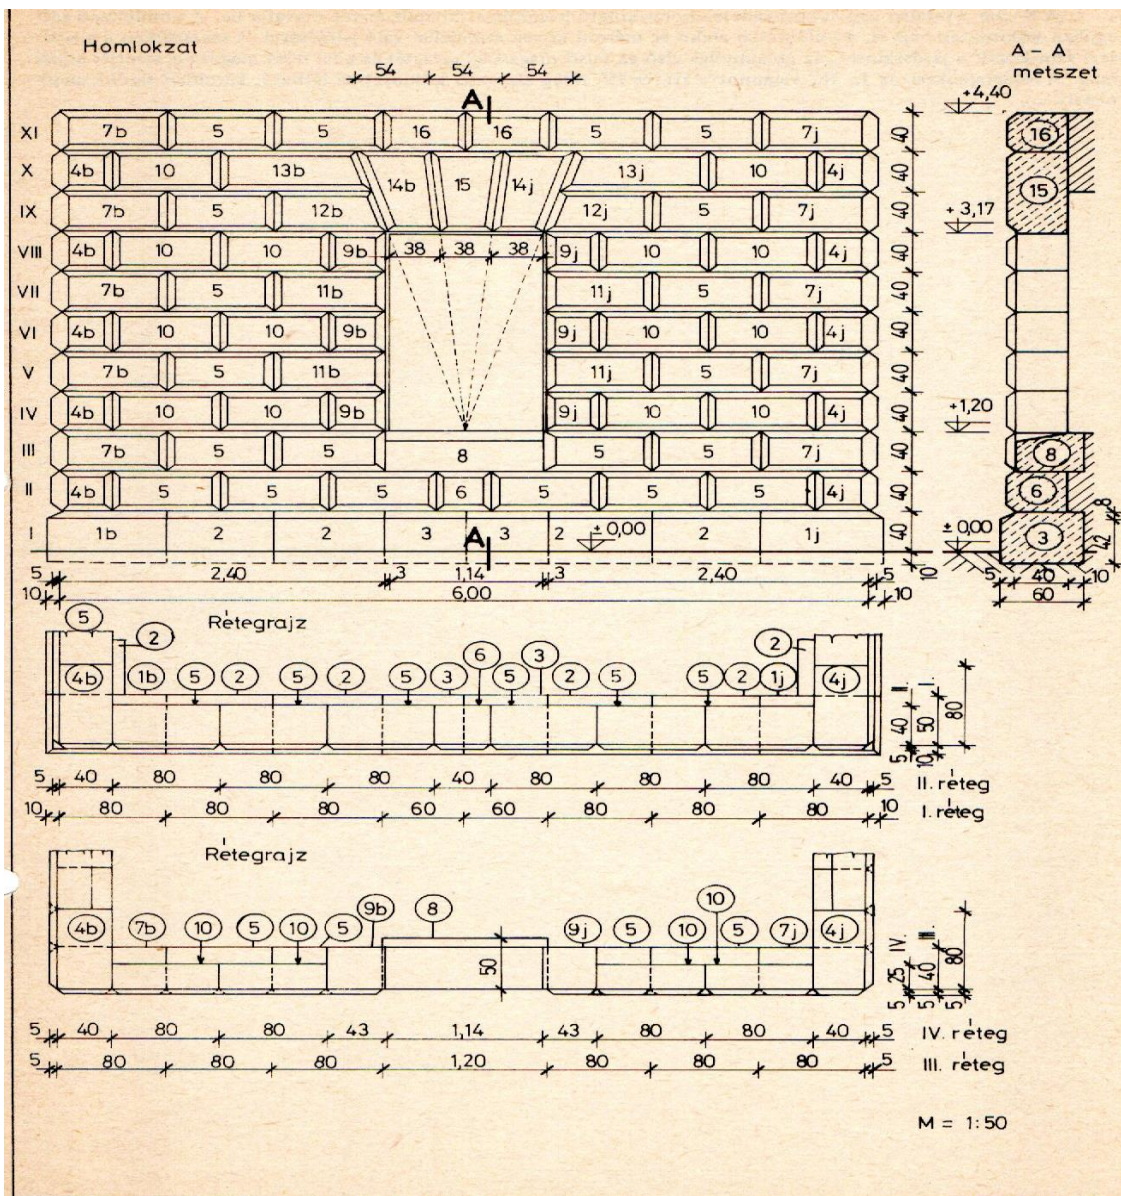 Homlokzat
A – A
metszet
54 54 54
A
+4,40
XI 7b 5 5 16 16 5 5 7j 40 16
X 4b 10 13b 14b 15 14j 13j 10 4j 40 15
IX 7b 5 12b 12j 5 7j 40 +3,17
VIII 4b 10 10 9b 38 38 38 9j 10 10 4j 40
VII 7b 5 11b 11j 5 7j 40
VI 4b 10 10 9b 9j 10 10 4j 40
V 7b 5 11b 11j 5 7j 40
IV 4b 10 10 9b 9j 10 10 4j 40 +1,20
III 7b 5 5 8 5 5 7j 40 8
II 4b 5 5 5 6 5 5 5 4j 40 6 8
I 1b 2 2 3 A 3 2 ±0,00 2 1j 40 ±0,00 3 42
5 2,40 3 1,14 3 2,40 5 10 5 40 10
10 6,00 10 60
Rétegrajz
5 2 6 3 2
4b 1b 5 2 5 2 5 3 5 2 5 5 2 1j 4j II. I.
40 50 80
5 10
5 40 80 80 80 40 80 80 80 40 5 II. réteg
10 80 80 80 60 60 80 80 80 10 I. réteg
Rétegrajz
10
9b 8
4b 7b 10 5 10 5 9j 5 10 5 7j 4j IV. III.
50 25 40 80
5 5 5
5 40 80 80 43 1,14 43 80 80 40 5 IV. réteg
5 80 80 80 1,20 80 80 80 5 III. réteg
M = 1:50